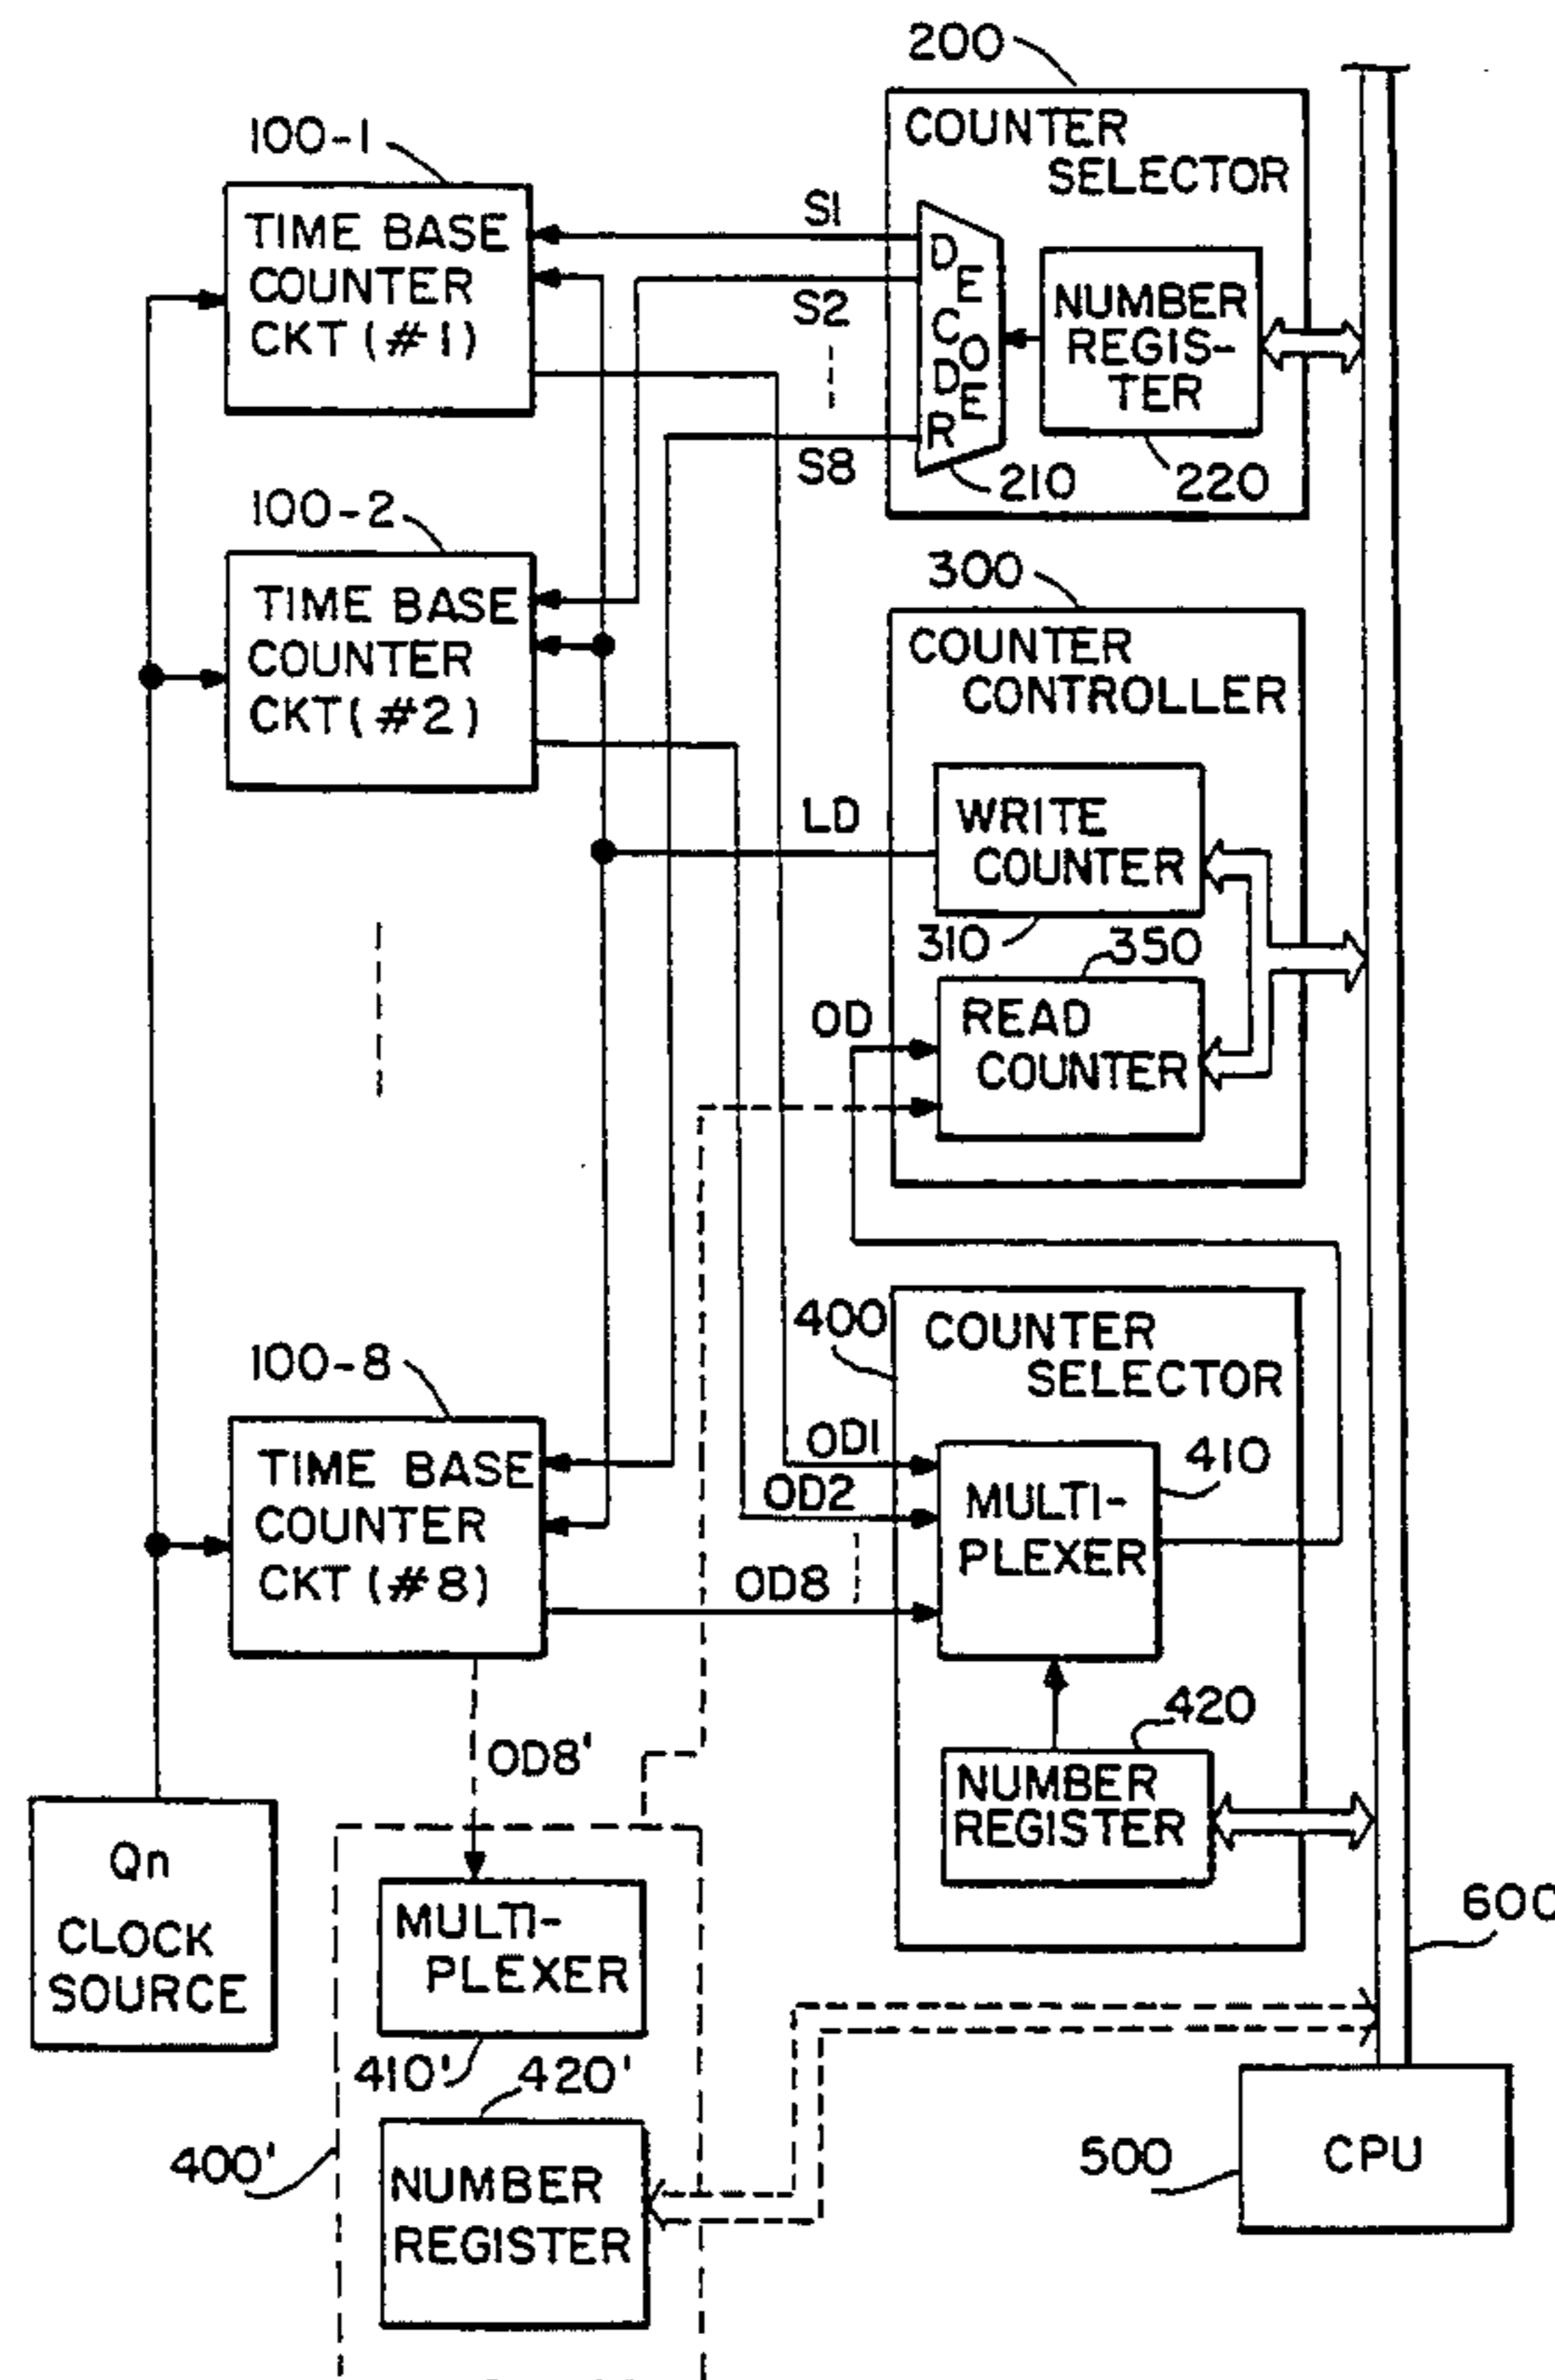 200
COUNTER
SELECTOR
100-1
TIME BASE
COUNTER
CKT (#1)
S1
S2
S8
DECODER
NUMBER
REGIS-
TER
210
220
100-2
TIME BASE
COUNTER
CKT (#2)
300
COUNTER
CONTROLLER
LD
WRITE
COUNTER
310
350
OD
READ
COUNTER
400
COUNTER
SELECTOR
100-8
TIME BASE
COUNTER
CKT (#8)
OD1
OD2
OD8
MULTI-
PLEXER
410
420
NUMBER
REGISTER
OD8'
Qn
CLOCK
SOURCE
MULTI-
PLEXER
410'
420'
400'
NUMBER
REGISTER
600
500
CPU